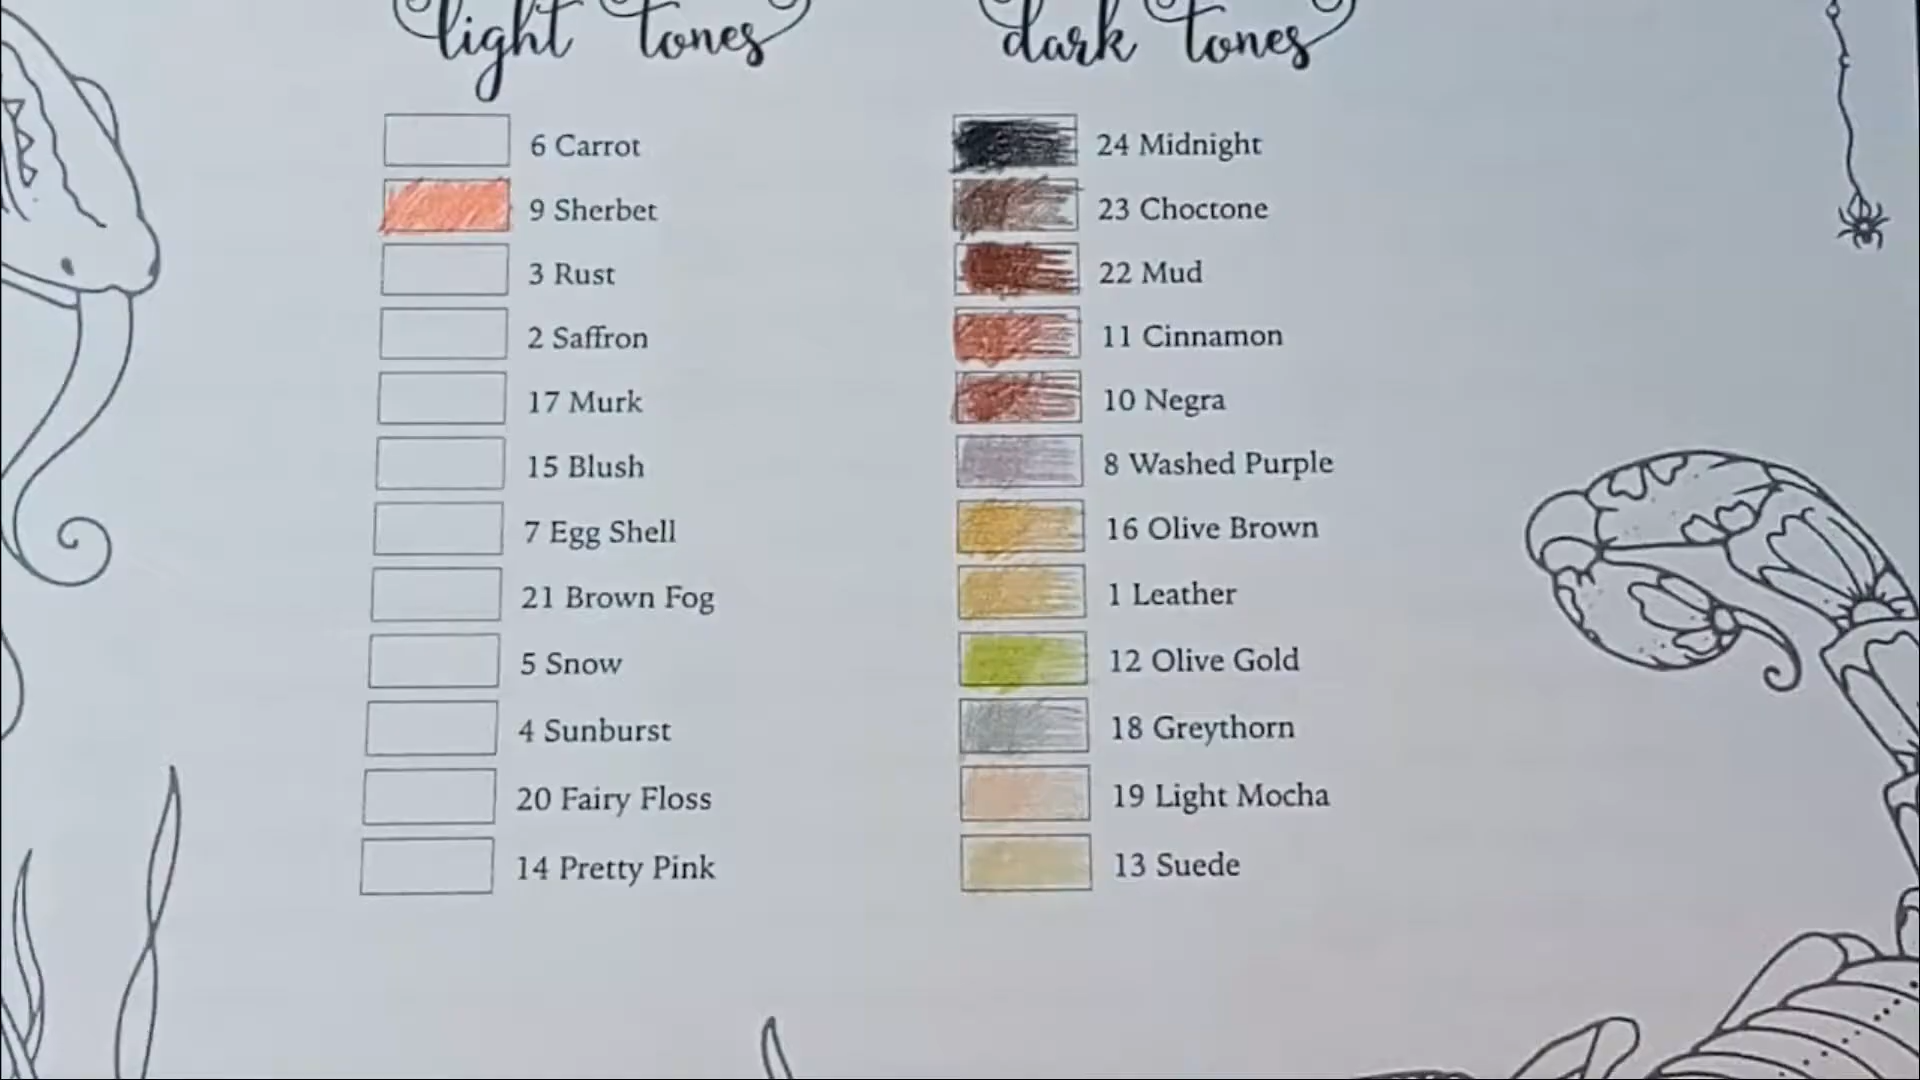 light tones
6 Carrot
9 Sherbet
3 Rust
2 Saffron
17 Murk
15 Blush
7 Egg Shell
21 Brown Fog
5 Snow
4 Sunburst
20 Fairy Floss
14 Pretty Pink
dark tones
24 Midnight
23 Choctone
22 Mud
11 Cinnamon
10 Negra
8 Washed Purple
16 Olive Brown
1 Leather
12 Olive Gold
18 Greythorn
19 Light Mocha
13 Suede